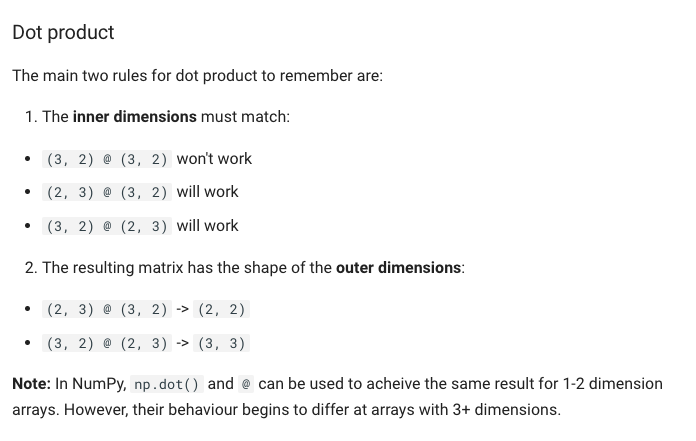 Dot product
The main two rules for dot product to remember are:
1. The inner dimensions must match:
• (3, 2) @ (3, 2) won't work
• (2, 3) @ (3, 2) will work
• (3, 2) @ (2, 3) will work
2. The resulting matrix has the shape of the outer dimensions:
• (2, 3) @ (3, 2) -> (2, 2)
• (3, 2) @ (2, 3) -> (3, 3)
Note: In NumPy, np.dot() and @ can be used to acheive the same result for 1-2 dimension
arrays. However, their behaviour begins to differ at arrays with 3+ dimensions.